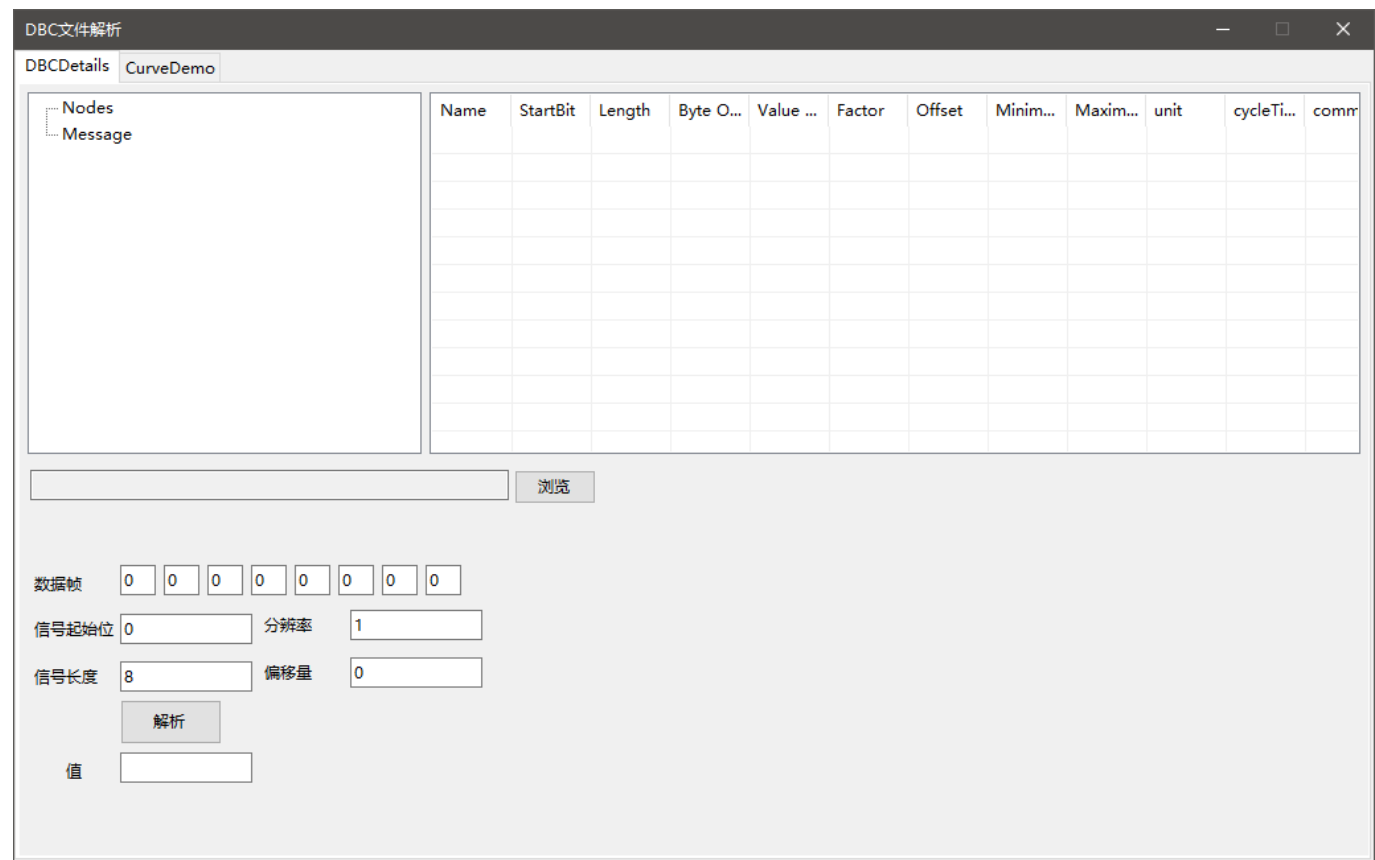 DBC文件解析
DBCDetails CurveDemo
Nodes
Message
Name StartBit Length Byte O... Value ... Factor Offset Minim... Maxim... unit cycleTi... comm
浏览
数据帧 0 0 0 0 0 0 0 0
信号起始位 0 分辨率 1
信号长度 8 偏移量 0
解析
值